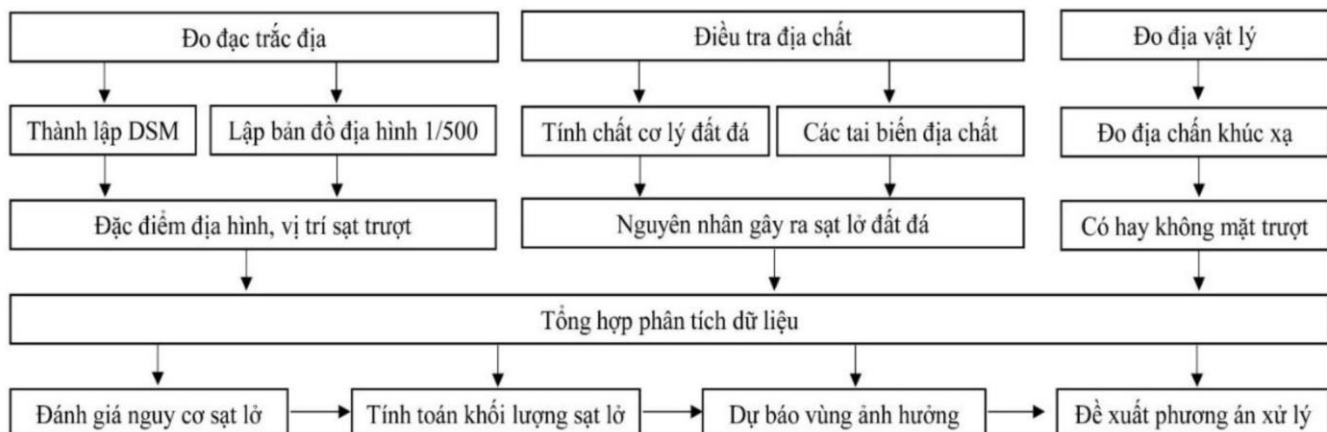 Đo đạc trắc địa
Điều tra địa chất
Đo địa vật lý
Thành lập DSM
Lập bản đồ địa hình 1/500
Tính chất cơ lý đất đá
Các tai biến địa chất
Đo địa chấn khúc xạ
Đặc điểm địa hình, vị trí sạt trượt
Nguyên nhân gây ra sạt lở đất đá
Có hay không mặt trượt
Tổng hợp phân tích dữ liệu
Đánh giá nguy cơ sạt lở
Tính toán khối lượng sạt lở
Dự báo vùng ảnh hưởng
Đề xuất phương án xử lý